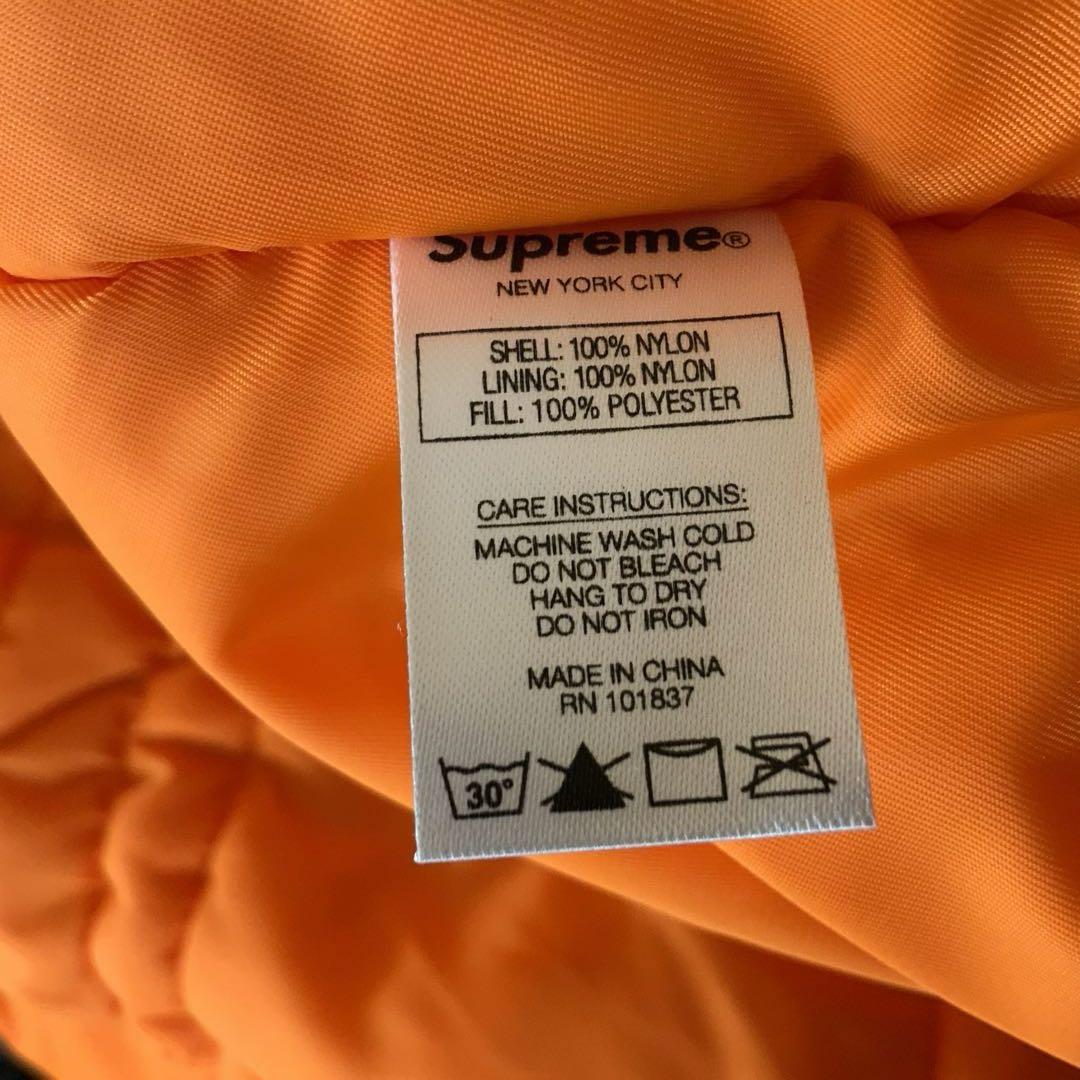 Supreme®
NEW YORK CITY
SHELL: 100% NYLON
LINING: 100% NYLON
FILL: 100% POLYESTER
CARE INSTRUCTIONS:
MACHINE WASH COLD
DO NOT BLEACH
HANG TO DRY
DO NOT IRON
MADE IN CHINA
RN 101837
30°